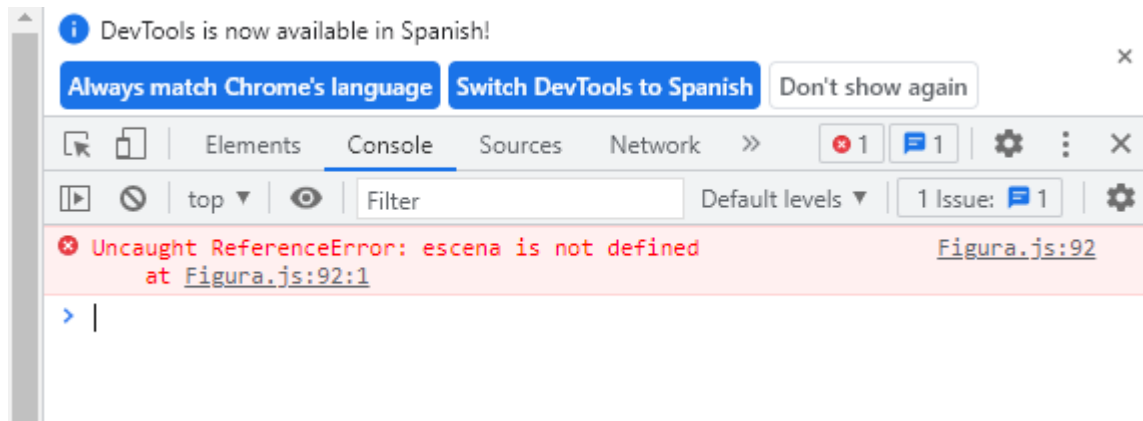 DevTools is now available in Spanish!
Always match Chrome's language Switch DevTools to Spanish Don't show again
Elements Console Sources Network 1 1
top Filter Default levels 1 Issue: 1
Uncaught ReferenceError: escena is not defined Figura.js:92
at Figura.js:92:1